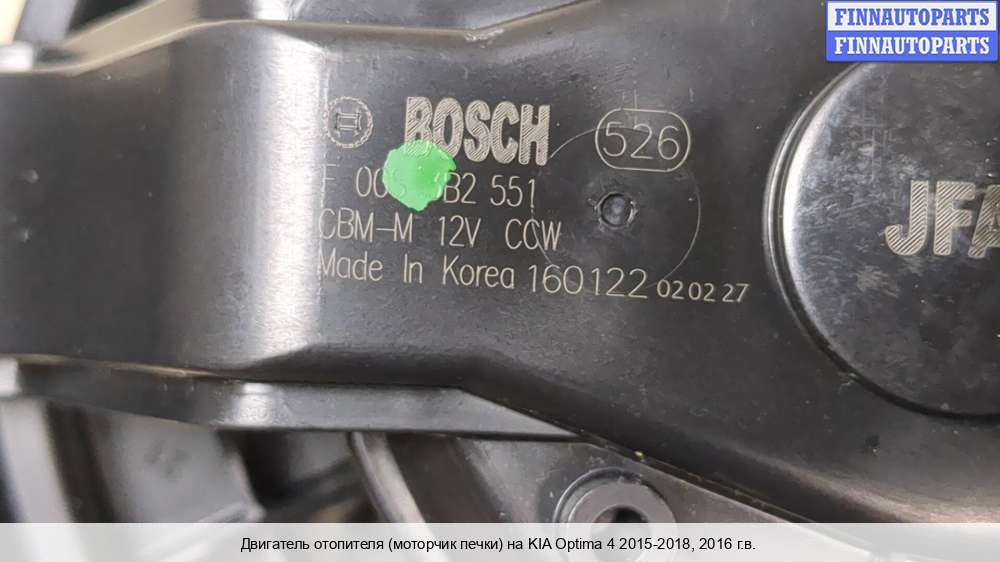 FINNAUTOPARTS
FINNAUTOPARTS
BOSCH
526
F 00 B2 551
CBM-M 12V CCW
Made In Korea 160122 020227
JFA
Двигатель отопителя (моторчик печки) на KIA Optima 4 2015-2018, 2016 г.в.